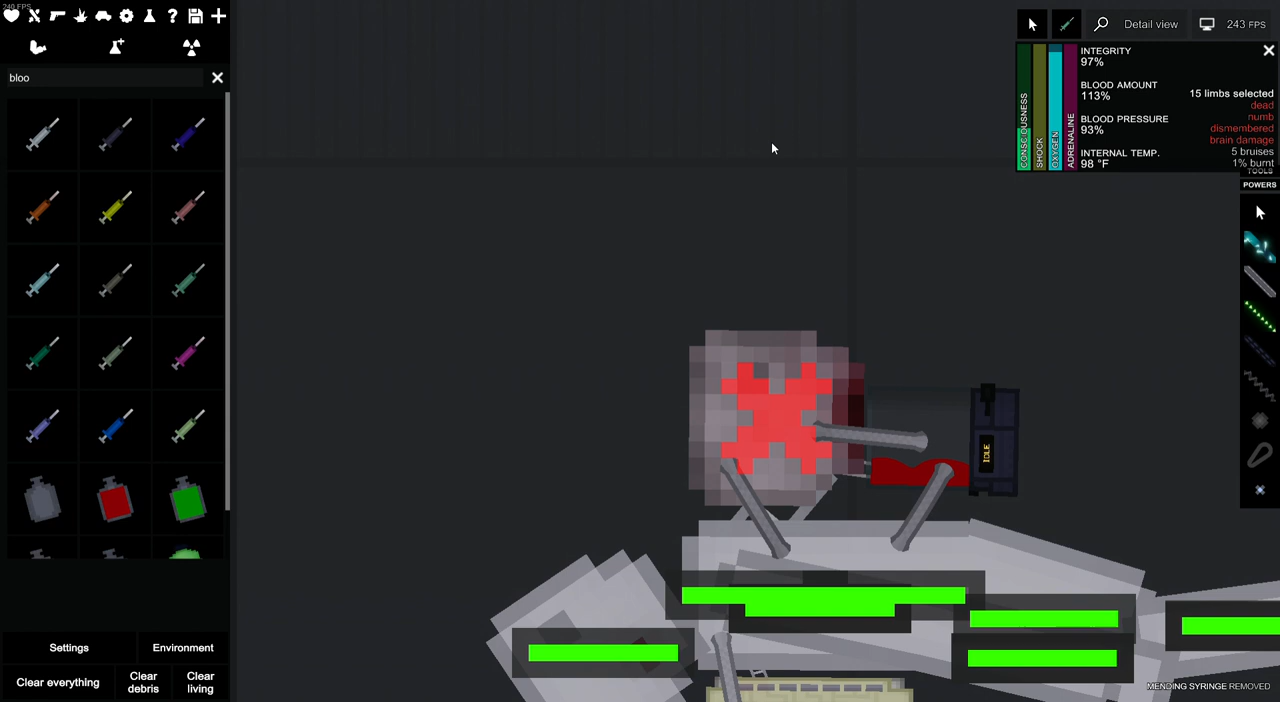 240 FPS
bloo
Settings
Environment
Clear everything
Clear debris
Clear living
Detail view
243 FPS
INTEGRITY
97%
BLOOD AMOUNT
113%
BLOOD PRESSURE
93%
INTERNAL TEMP.
98 °F
CONSCIOUSNESS
SHOCK
OXYGEN
ADRENALINE
15 limbs selected
dead
numb
dismembered
brain damage
5 bruises
1% burnt
TOOLS
POWERS
IDLE
MENDING SYRINGE REMOVED